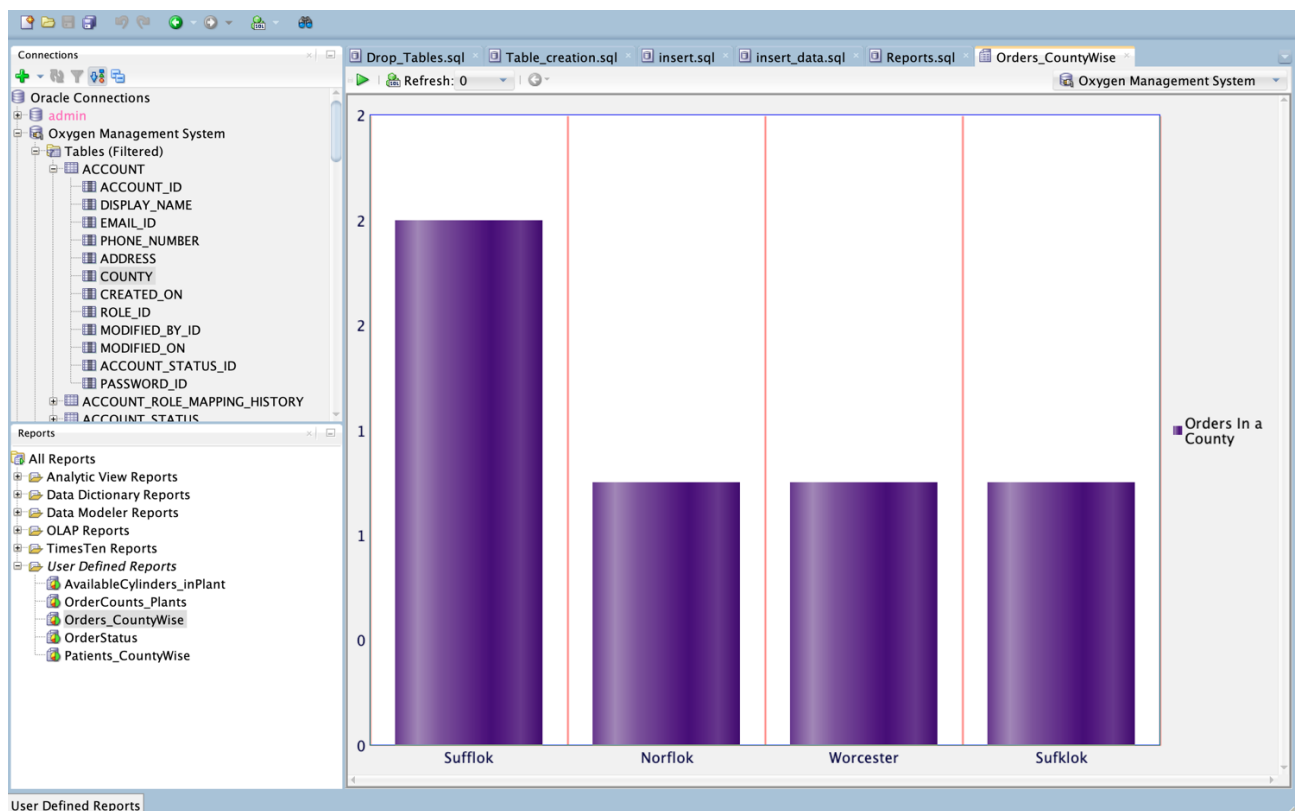 Connections
Oracle Connections
admin
Oxygen Management System
Tables (Filtered)
ACCOUNT
ACCOUNT_ID
DISPLAY_NAME
EMAIL_ID
PHONE_NUMBER
ADDRESS
COUNTY
CREATED_ON
ROLE_ID
MODIFIED_BY_ID
MODIFIED_ON
ACCOUNT_STATUS_ID
PASSWORD_ID
ACCOUNT_ROLE_MAPPING_HISTORY
ACCOUNT_STATUS
Reports
All Reports
Analytic View Reports
Data Dictionary Reports
Data Modeler Reports
OLAP Reports
TimesTen Reports
User Defined Reports
AvailableCylinders_inPlant
OrderCounts_Plants
Orders_CountyWise
OrderStatus
Patients_CountyWise
Drop_Tables.sql Table_creation.sql insert.sql insert_data.sql Reports.sql Orders_CountyWise
Refresh: 0 Oxygen Management System
2
2
2
1
1
0
0
Sufflok Norflok Worcester Sufklok
Orders In a
County
User Defined Reports